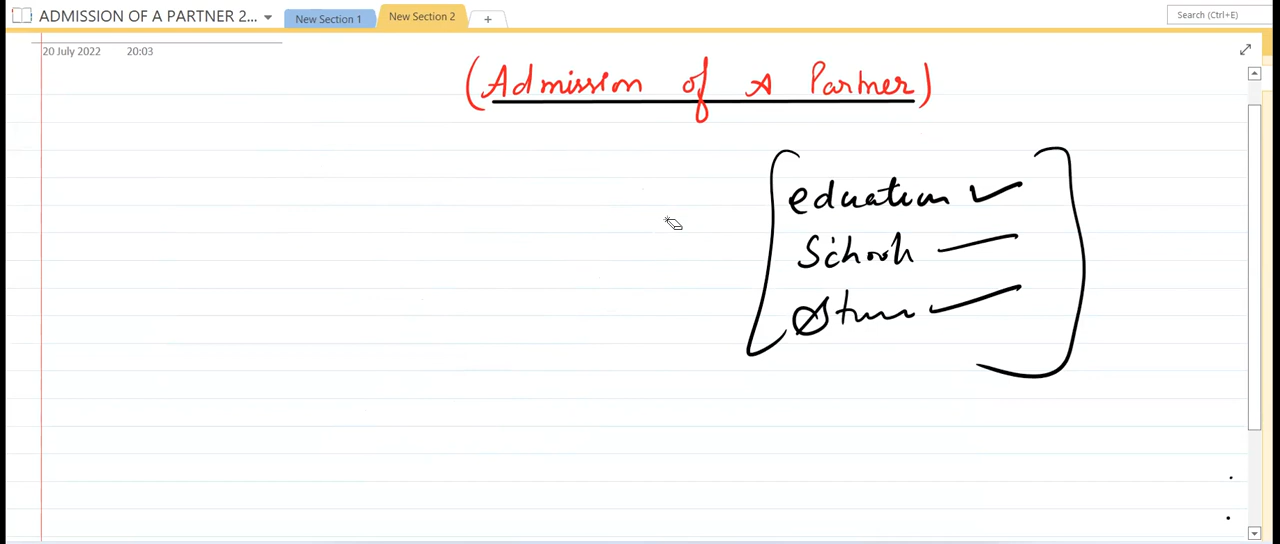 ADMISSION OF A PARTNER 2... New Section 1 New Section 2 + Search (Ctrl+E)
20 July 2022 20:03
(Admission of A Partner)
eduation
School